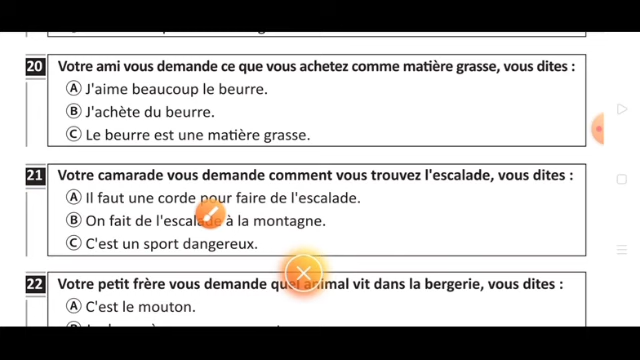 20 Votre ami vous demande ce que vous achetez comme matière grasse, vous dites :
A J'aime beaucoup le beurre.
B J'achète du beurre.
C Le beurre est une matière grasse.
21 Votre camarade vous demande comment vous trouvez l'escalade, vous dites :
A Il faut une corde pour faire de l'escalade.
B On fait de l'escalade à la montagne.
C C'est un sport dangereux.
22 Votre petit frère vous demande quel animal vit dans la bergerie, vous dites :
A C'est le mouton.